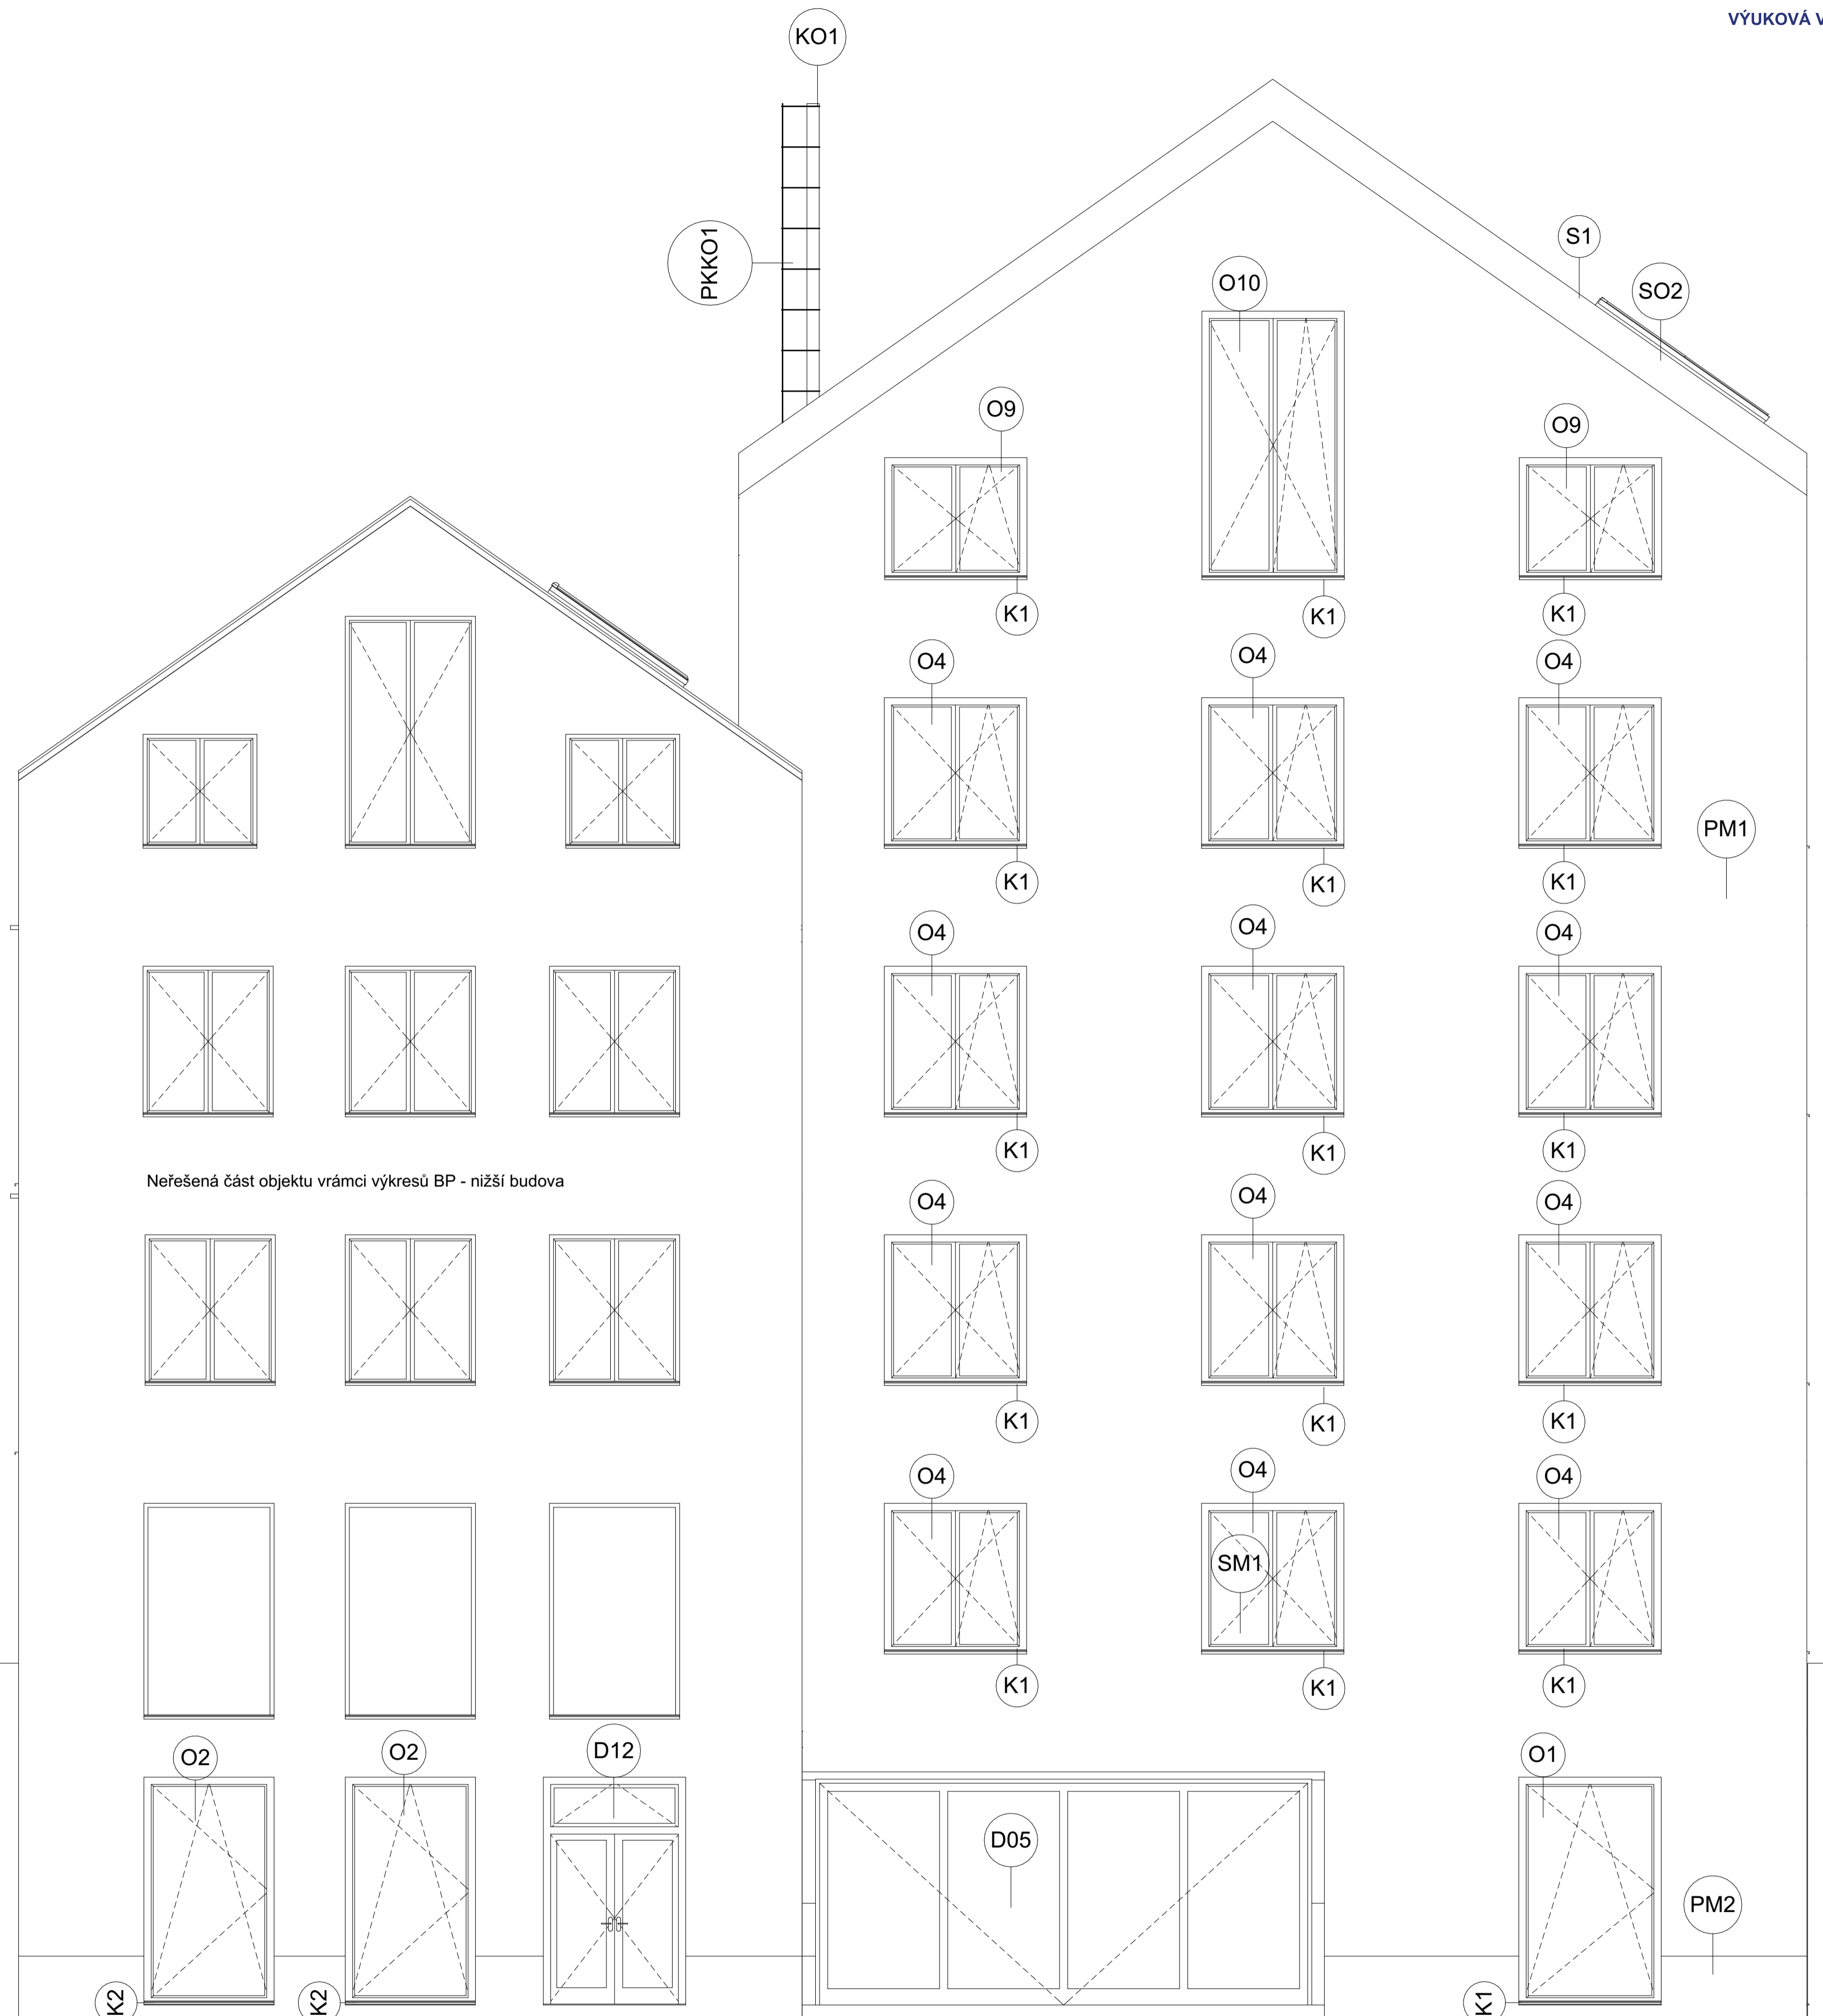 VÝUKOVÁ V
KO1
PKKO1
S1
SO2
O10
O9
O9
K1
K1
K1
O4
O4
O4
PM1
K1
K1
K1
O4
O4
O4
K1
K1
K1
Neřešená část objektu vrámci výkresů BP - nižší budova
O4
O4
O4
K1
K1
K1
O4
O4
O4
SM1
K1
K1
K1
O2
O2
D12
O1
D05
PM2
K2
K2
K1